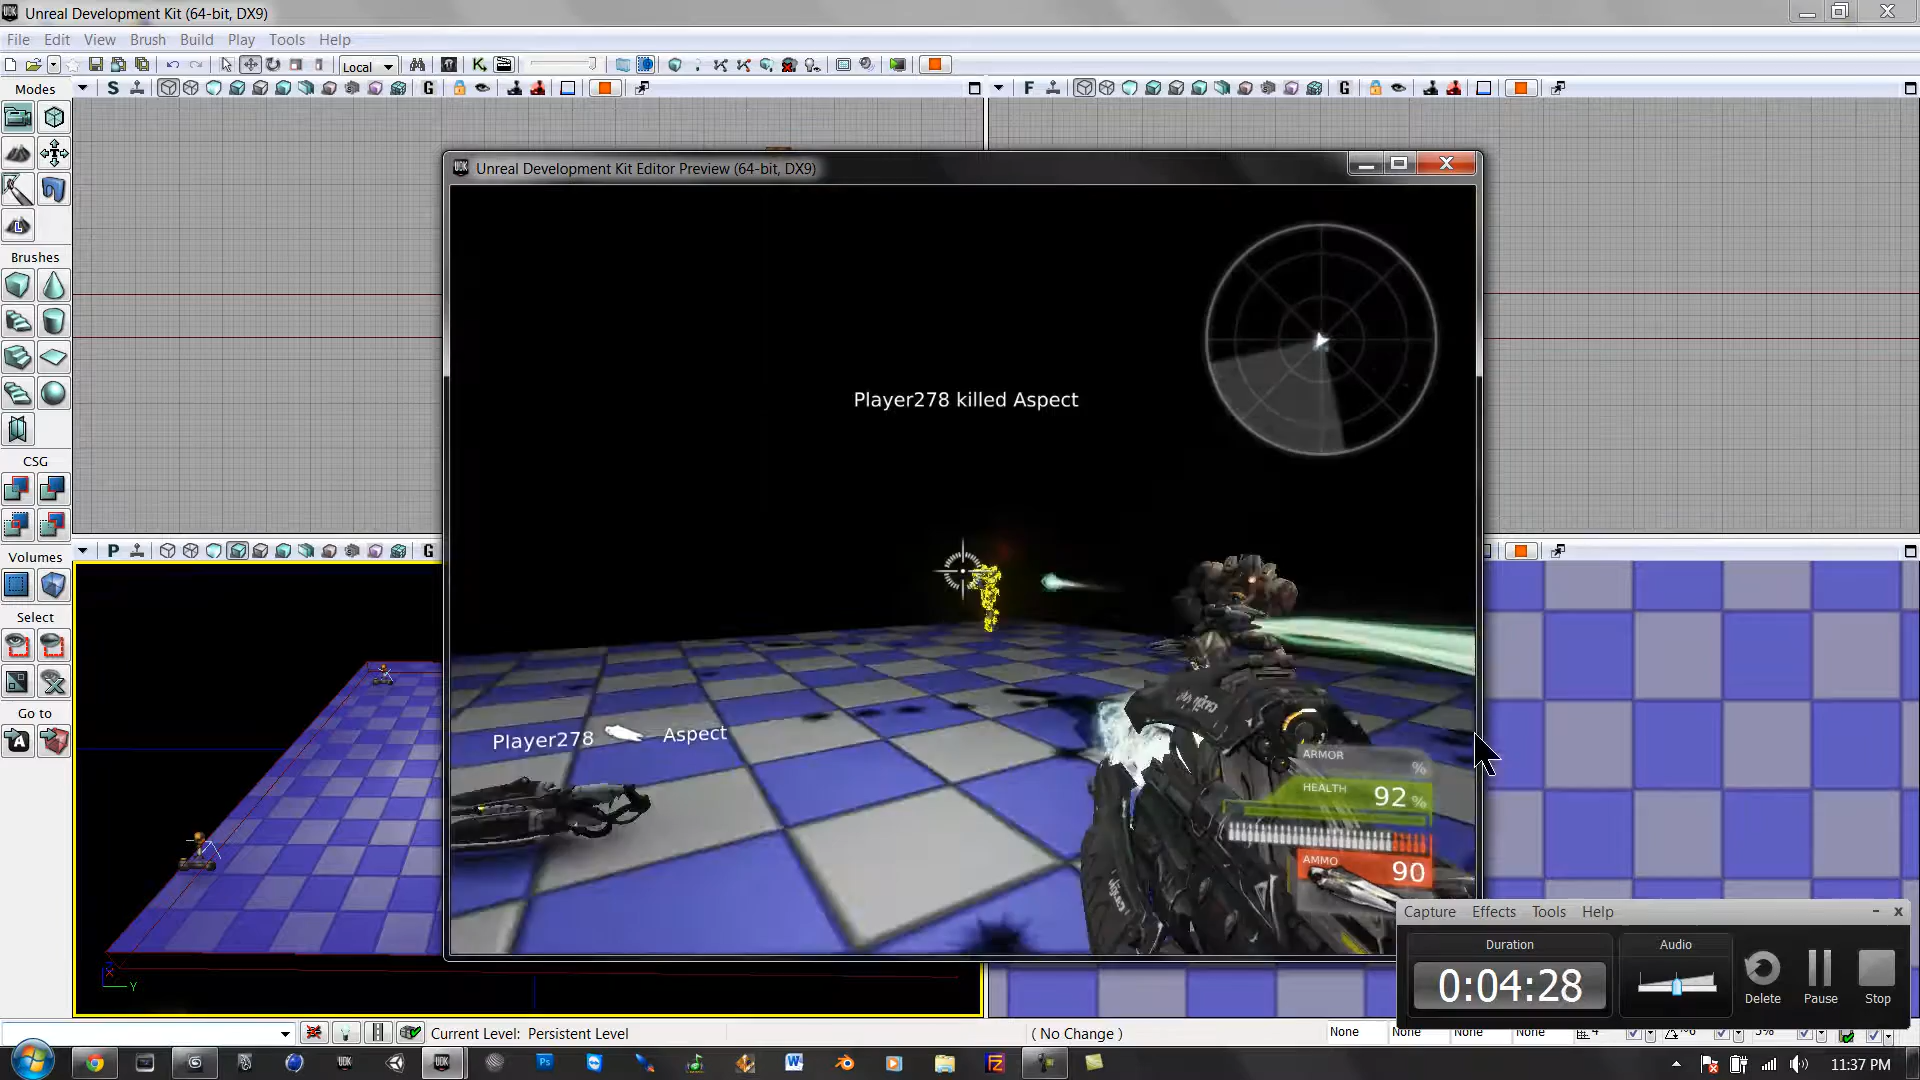 Unreal Development Kit (64-bit, DX9)
File Edit View Brush Build Play Tools Help
Local
Modes
S G
F G
Unreal Development Kit Editor Preview (64-bit, DX9)
Brushes
Player278 killed Aspect
CSG
Volumes
P G
Select
Go to
Player278 Aspect
ARMOR
%
HEALTH 92 %
AMMO 90
X Y
Capture Effects Tools Help
Duration Audio
0:04:28
Delete Pause Stop
Current Level: Persistent Level
( No Change )
None None None None
11:37 PM